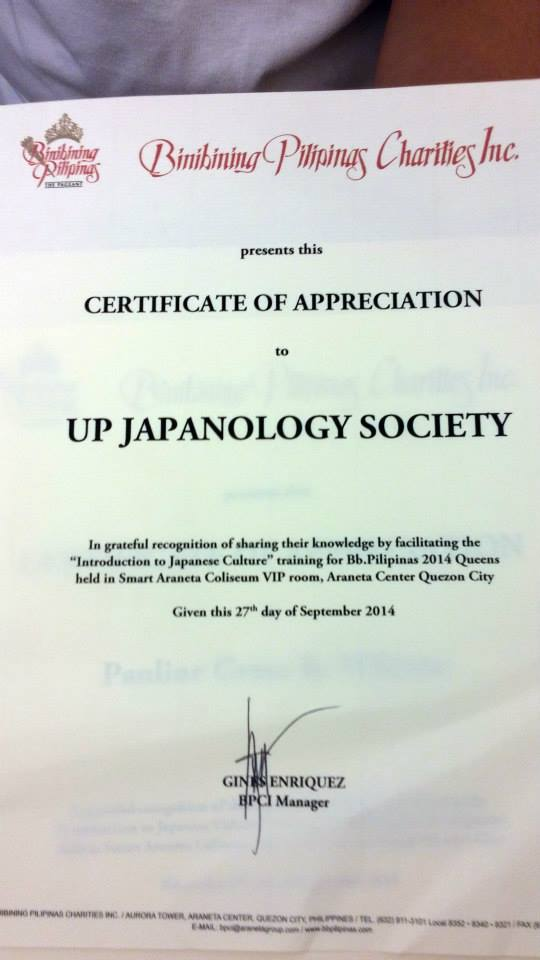 Binibining
Pilipinas
THE PAGEANT
Binibining Pilipinas Charities Inc.
presents this
CERTIFICATE OF APPRECIATION
to
UP JAPANOLOGY SOCIETY
In grateful recognition of sharing their knowledge by facilitating the
“Introduction to Japanese Culture” training for Bb.Pilipinas 2014 Queens
held in Smart Araneta Coliseum VIP room, Araneta Center Quezon City
Given this 27th day of September 2014
GINES ENRIQUEZ
BPCI Manager
PILIPINAS CHARITIES INC. / AURORA TOWER, ARANETA CENTER, QUEZON CITY, PHILIPPINES / TEL. (632) 911-3101 Local 8352 • 8340 • 8321 / FAX
E-MAIL: bpci@aranetagroup.com / www.bbpilipinas.com